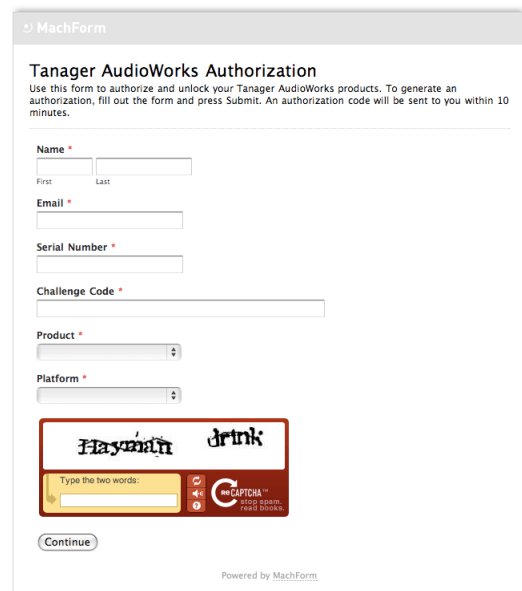 MachForm
Tanager AudioWorks Authorization
Use this form to authorize and unlock your Tanager AudioWorks products. To generate an
authorization, fill out the form and press Submit. An authorization code will be sent to you within 10
minutes.
Name *
First Last
Email *
Serial Number *
Challenge Code *
Product *
Platform *
Hayman drink
Type the two words:
reCAPTCHA™
stop spam.
read books.
Continue
Powered by MachForm